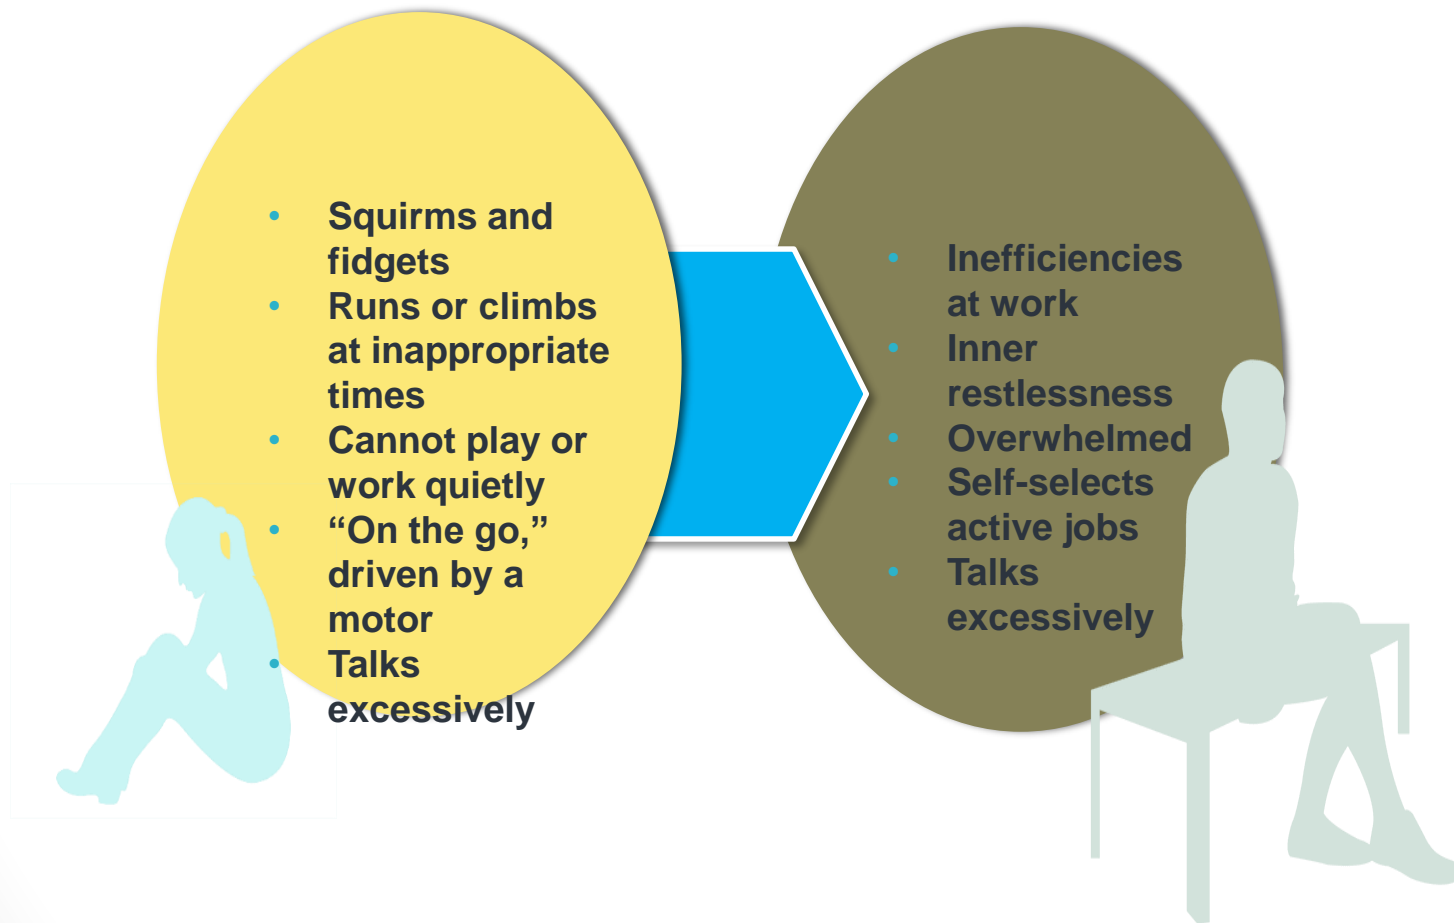 • Squirms and
fidgets
• Runs or climbs
at inappropriate
times
• Cannot play or
work quietly
• “On the go,”
driven by a
motor
• Talks
excessively
• Inefficiencies
at work
• Inner
restlessness
• Overwhelmed
• Self-selects
active jobs
• Talks
excessively